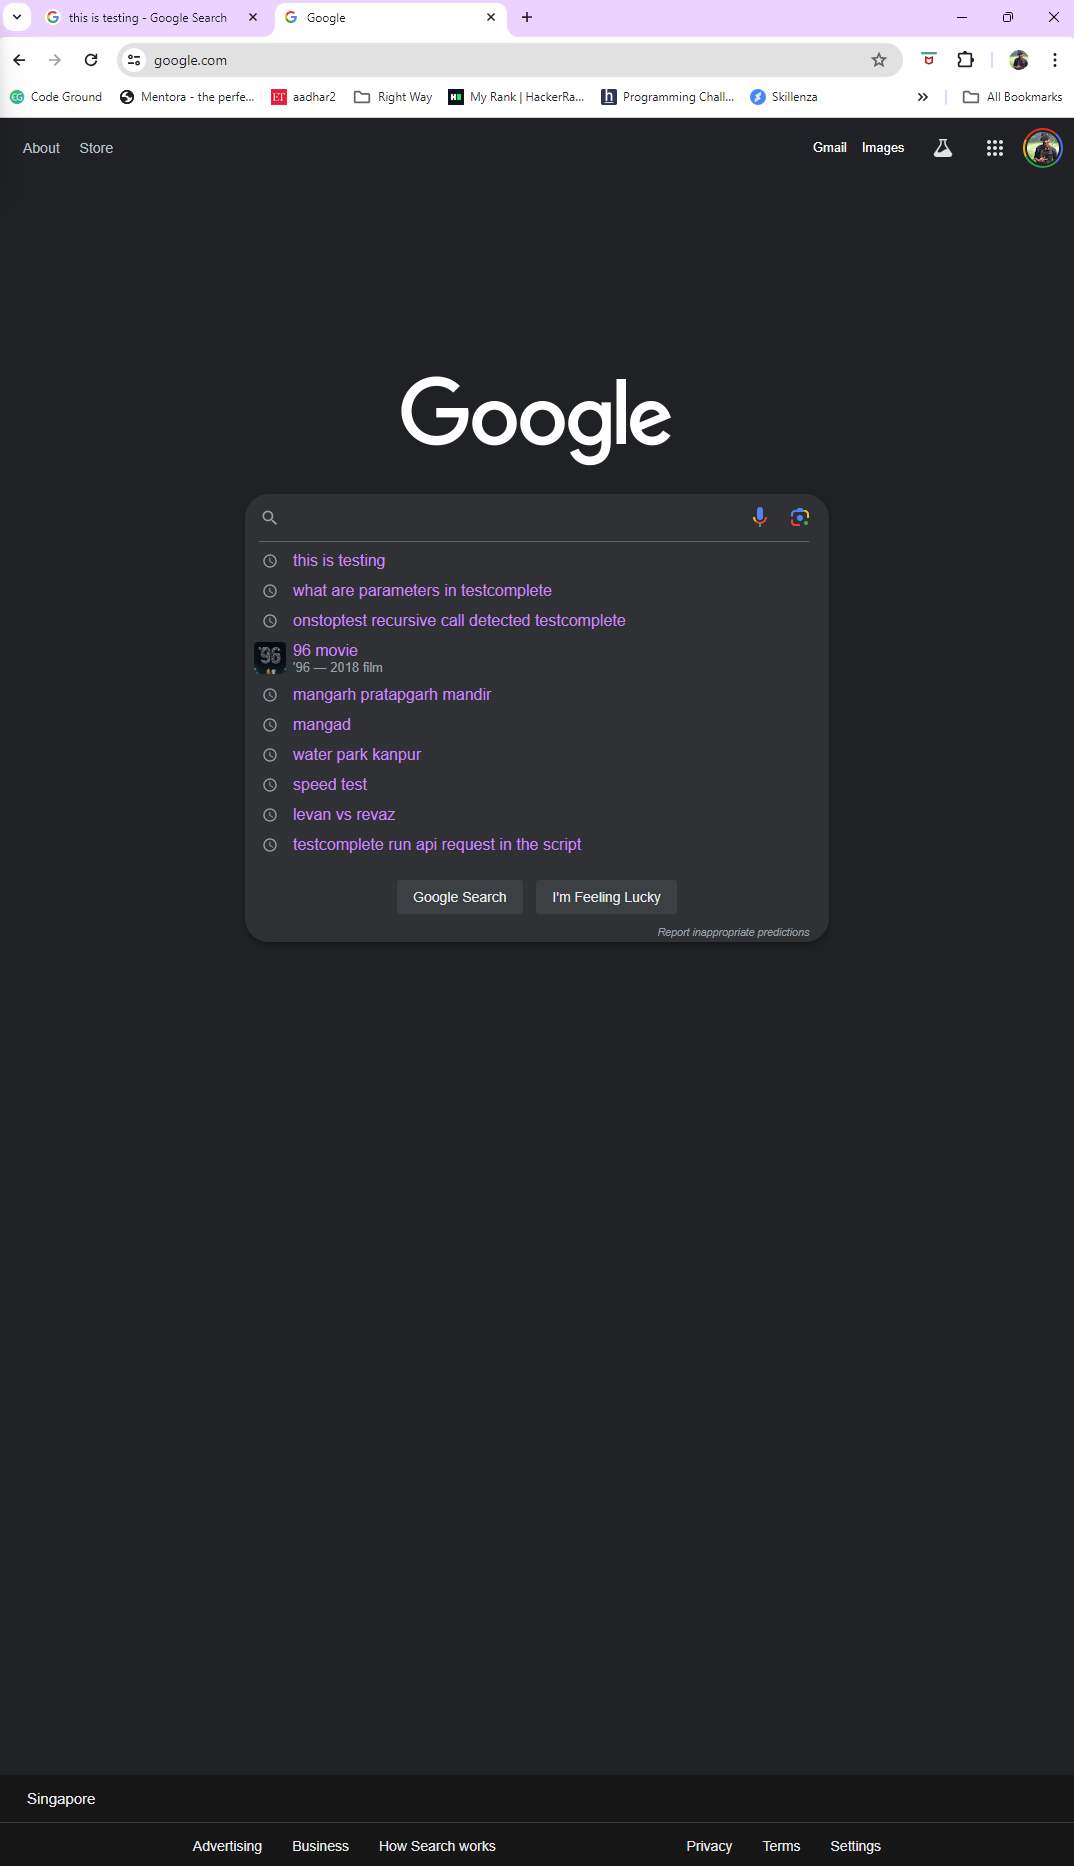 this is testing - Google Search
Google
google.com
Code Ground
Mentora - the perfe...
aadhar2
Right Way
My Rank | HackerRa...
Programming Chall...
Skillenza
All Bookmarks
About
Store
Gmail
Images
Google
this is testing
what are parameters in testcomplete
onstoptest recursive call detected testcomplete
96 movie
'96 — 2018 film
mangarh pratapgarh mandir
mangad
water park kanpur
speed test
levan vs revaz
testcomplete run api request in the script
Google Search
I'm Feeling Lucky
Report inappropriate predictions
Singapore
Advertising
Business
How Search works
Privacy
Terms
Settings